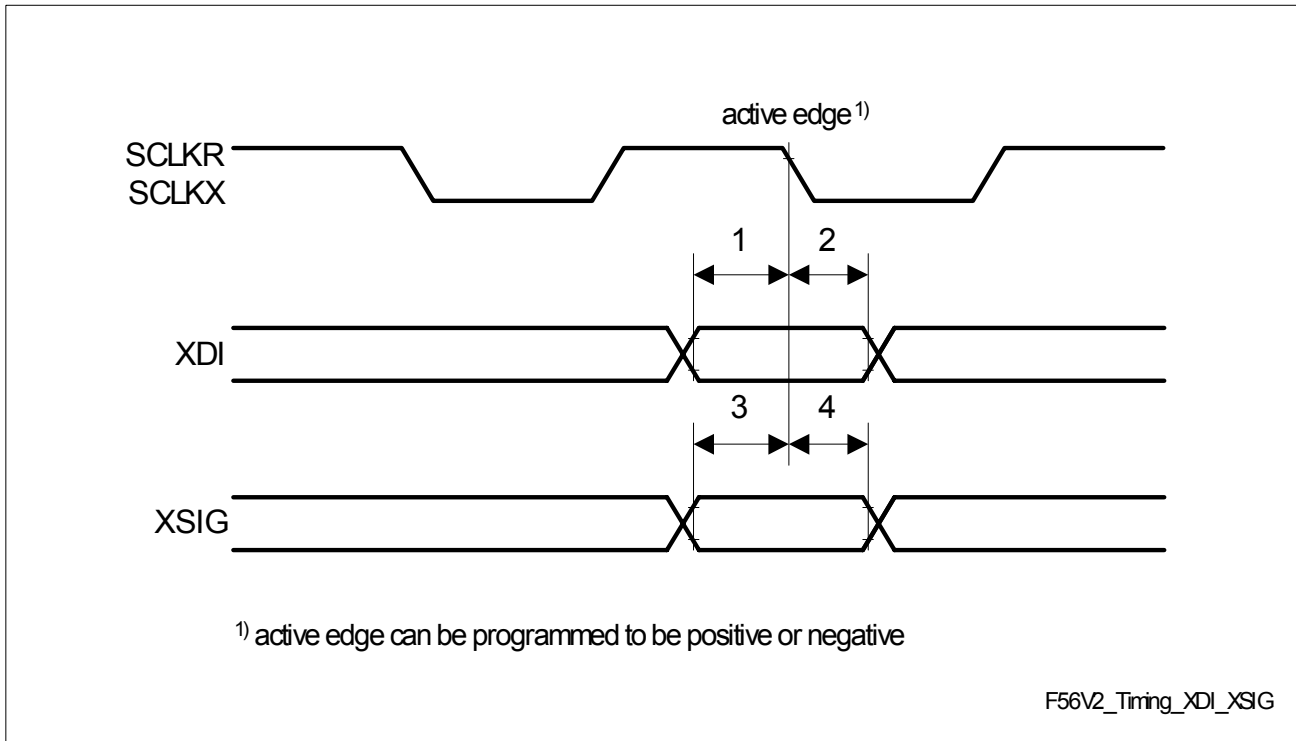 active edge 1)
SCLKR
SCLKX
1 2
XDI
3 4
XSIG
1) active edge can be programmed to be positive or negative
F56V2_Timing_XDI_XSIG